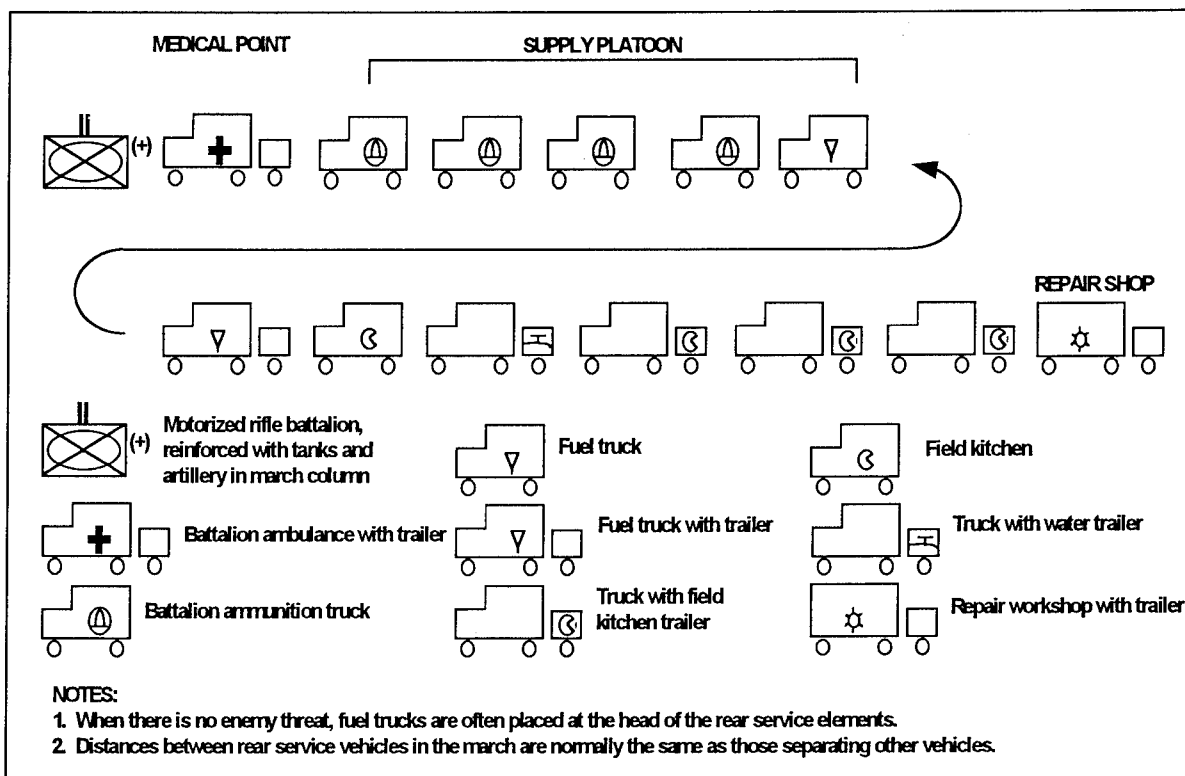 MEDICAL POINT
SUPPLY PLATOON
(+)
REPAIR SHOP
(+)
Motorized rifle battalion,
reinforced with tanks and
artillery in march column
Fuel truck
Field kitchen
Battalion ambulance with trailer
Fuel truck with trailer
Truck with water trailer
Battalion ammunition truck
Truck with field
kitchen trailer
Repair workshop with trailer
NOTES:
1. When there is no enemy threat, fuel trucks are often placed at the head of the rear service elements.
2. Distances between rear service vehicles in the march are normally the same as those separating other vehicles.